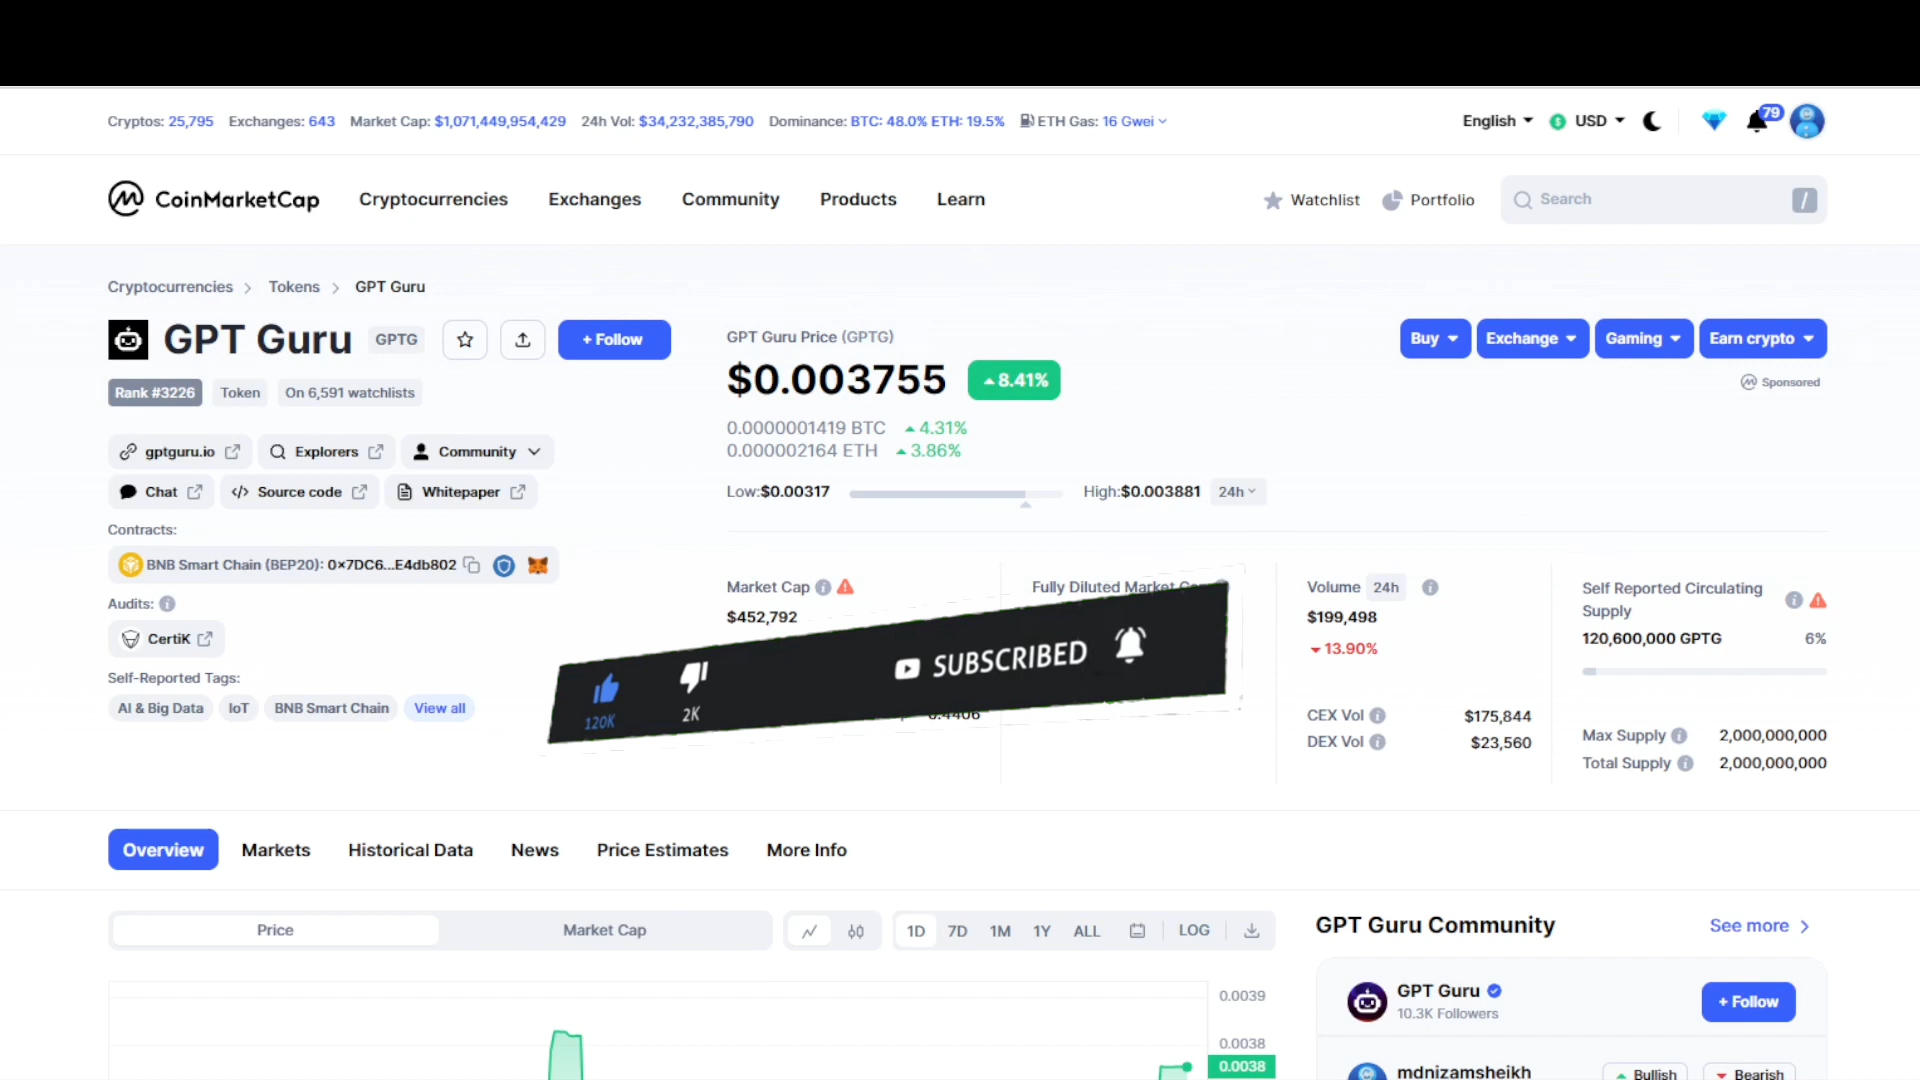 Cryptos: 25,795 Exchanges: 643 Market Cap: $1,071,449,954,429 24h Vol: $34,232,385,790 Dominance: BTC: 48.0% ETH: 19.5% ETH Gas: 16 Gwei
English USD 79
CoinMarketCap Cryptocurrencies Exchanges Community Products Learn
Watchlist Portfolio Search /
Cryptocurrencies > Tokens > GPT Guru
GPT Guru GPTG + Follow
Rank #3226 Token On 6,591 watchlists
gptguru.io Explorers Community
Chat Source code Whitepaper
Contracts:
BNB Smart Chain (BEP20): 0x7DC6...E4db802
Audits:
CertiK
Self-Reported Tags:
AI & Big Data IoT BNB Smart Chain View all
GPT Guru Price (GPTG)
$0.003755 8.41%
0.0000001419 BTC 4.31%
0.000002164 ETH 3.86%
Low:$0.00317 High:$0.003881 24h
Buy Exchange Gaming Earn crypto
Sponsored
Market Cap
$452,792
Fully Diluted Market
120K 2K SUBSCRIBED
Volume 24h
$199,498
13.90%
CEX Vol $175,844
DEX Vol $23,560
Self Reported Circulating
Supply
120,600,000 GPTG 6%
Max Supply 2,000,000,000
Total Supply 2,000,000,000
Overview Markets Historical Data News Price Estimates More Info
Price Market Cap 1D 7D 1M 1Y ALL LOG
0.0039
0.0038
0.0038
GPT Guru Community See more >
GPT Guru + Follow
10.3K Followers
mdnizamsheikh Bullish Bearish